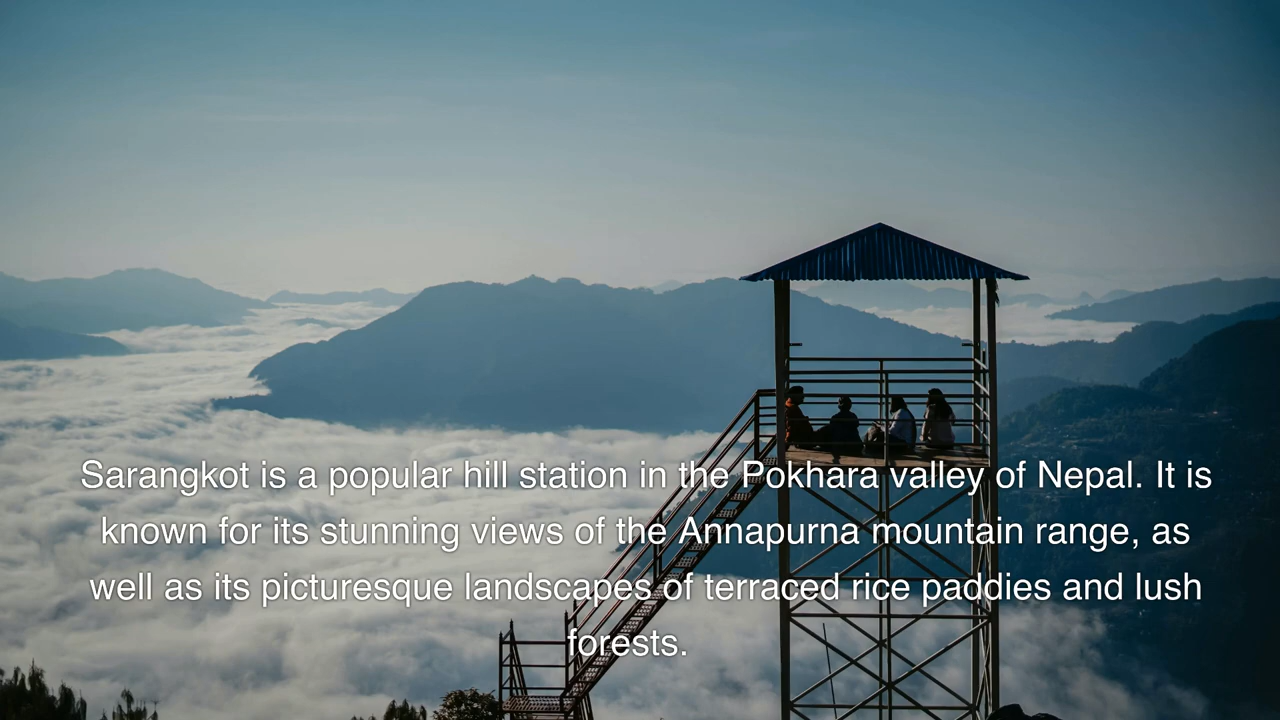 Sarangkot is a popular hill station in the Pokhara valley of Nepal. It is
known for its stunning views of the Annapurna mountain range, as
well as its picturesque landscapes of terraced rice paddies and lush
forests.